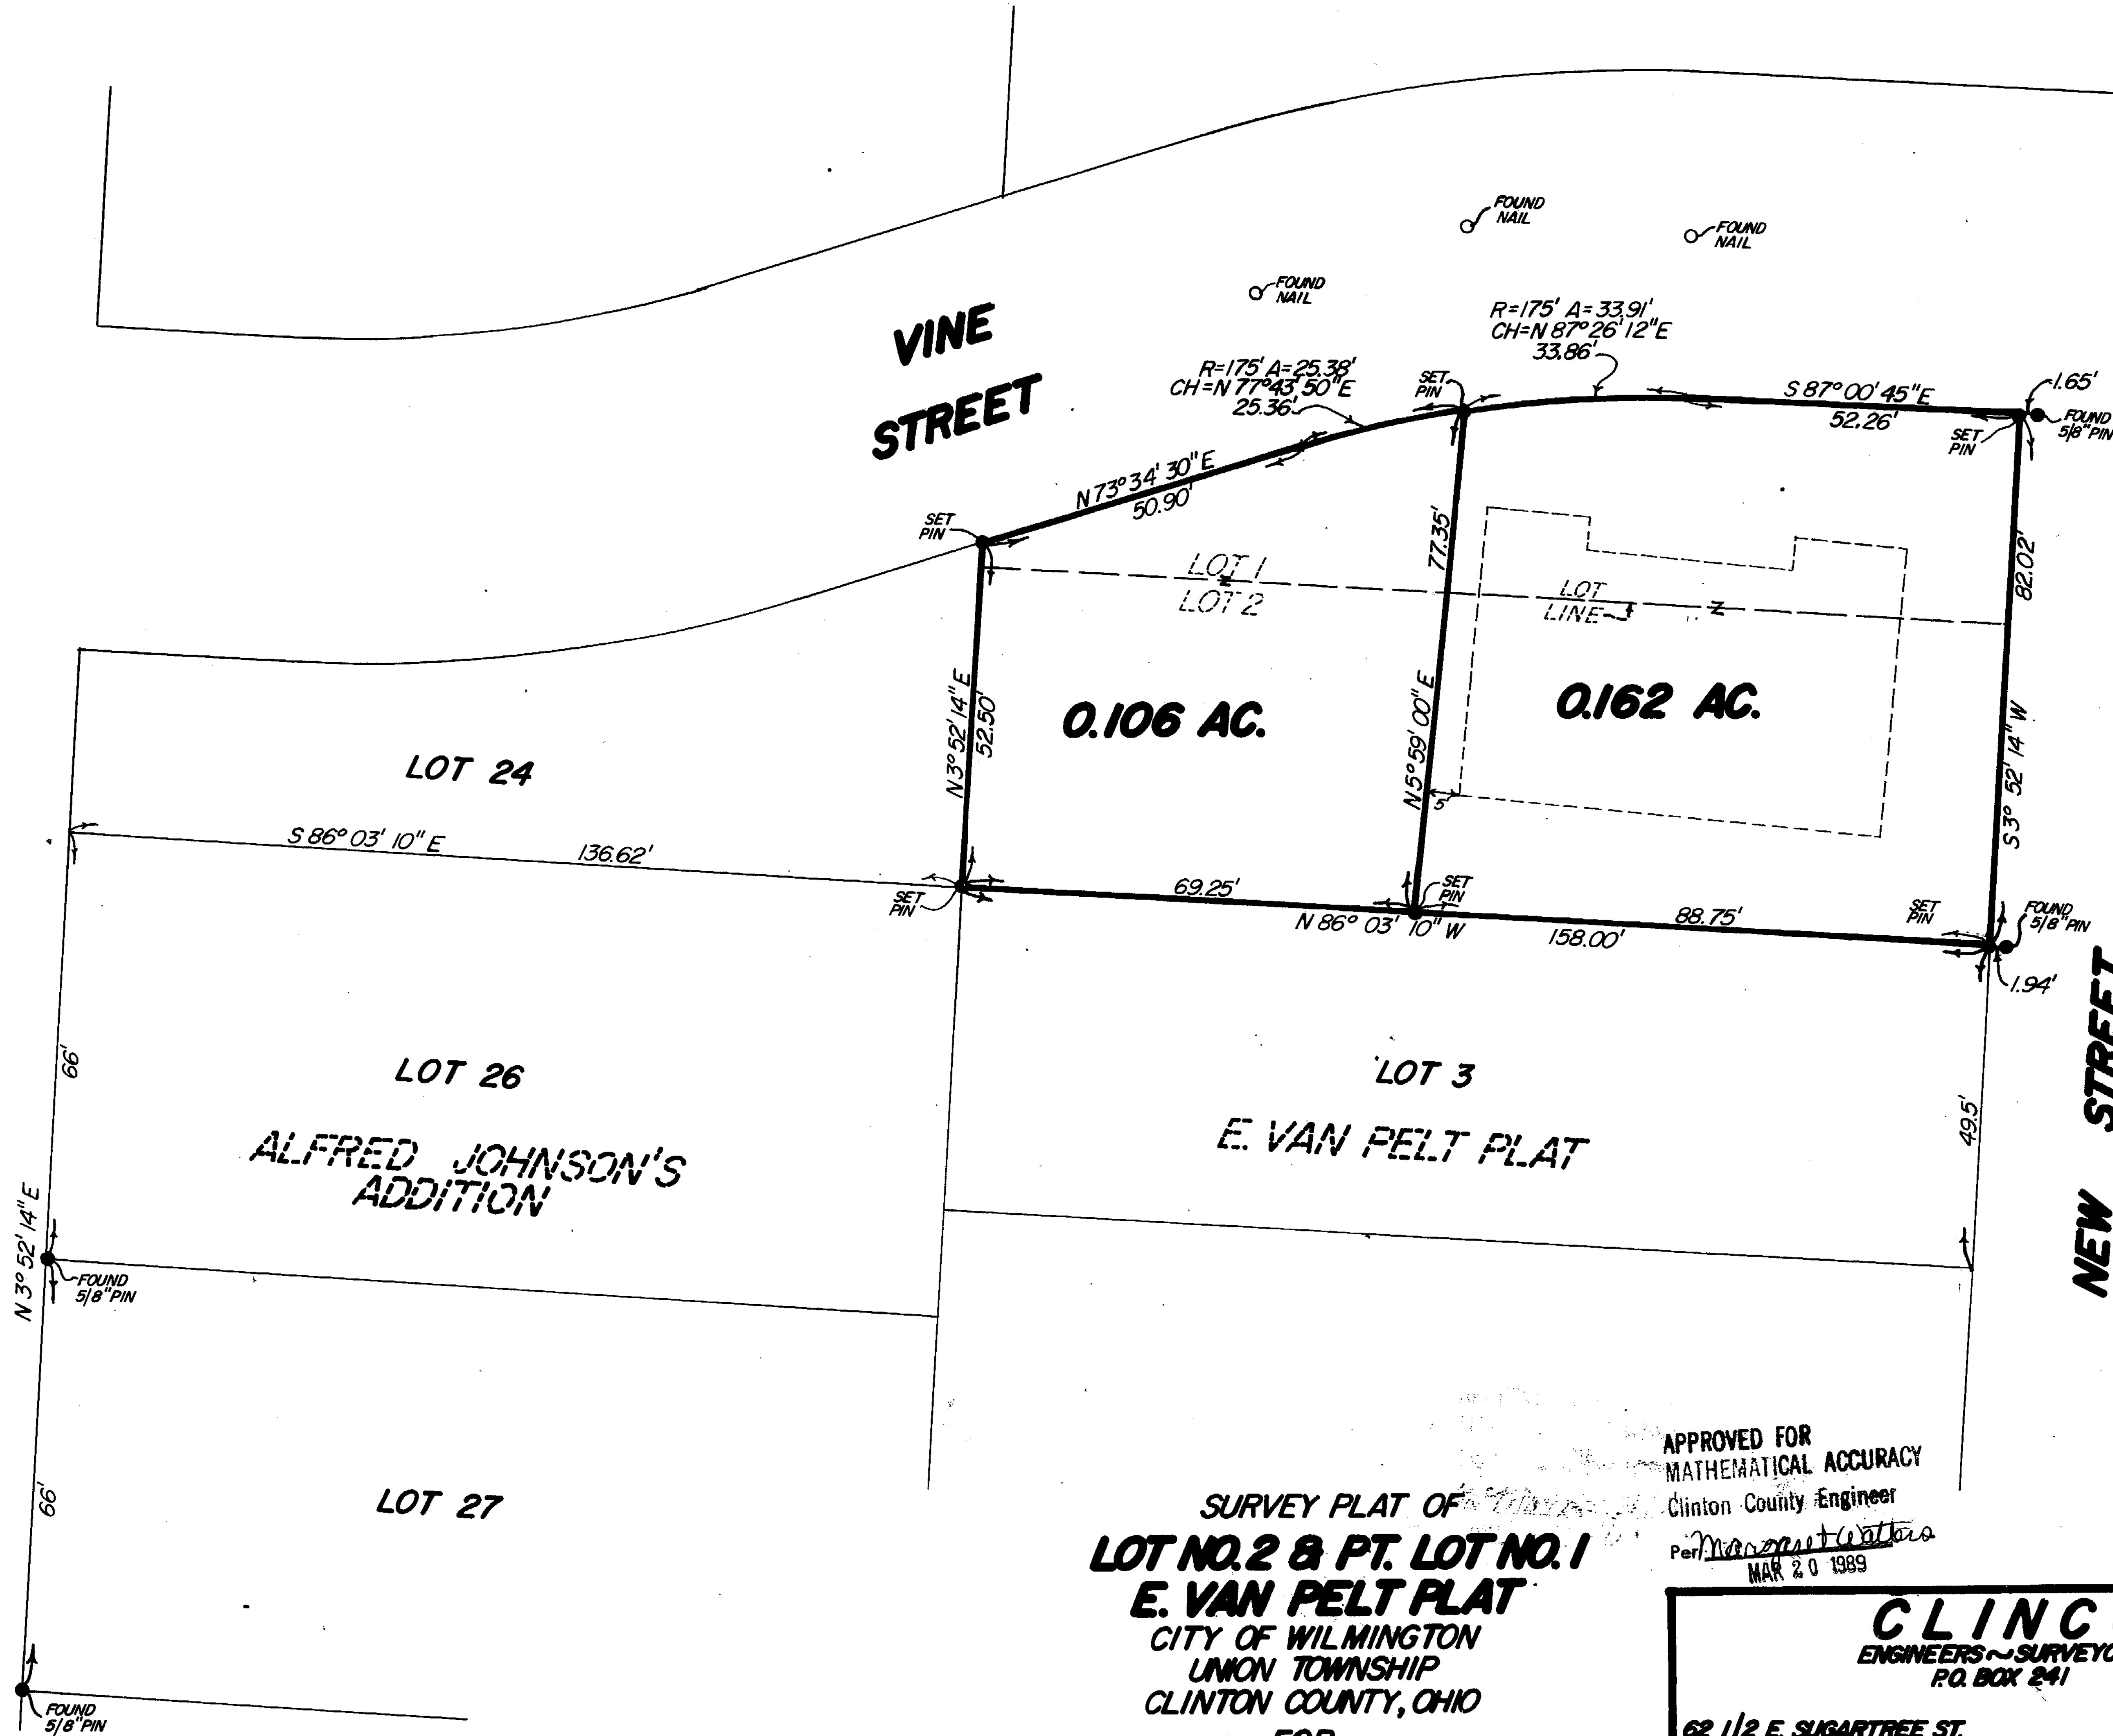 FOUND
NAIL
FOUND
NAIL
FOUND
NAIL
VINE
STREET
R=175' A=33.91'
CH=N 87° 26' 12" E
33.86'
R=175' A=25.38'
CH=N 77° 43' 50" E
25.36'
SET
PIN
S 87° 00' 45" E
52.26'
1.65'
FOUND
5/8" PIN
SET
PIN
N 73° 34' 30" E
50.90'
SET
PIN
77.35'
82.02'
LOT 1
LOT 2
LOT
LINE
N 3° 52' 14" E
52.50'
0.106 AC.
N 5° 59' 00" E
0.162 AC.
S 3° 52' 14" W
5'
LOT 24
S 86° 03' 10" E
136.62'
SET
PIN
69.25'
SET
PIN
N 86° 03' 10" W
88.75'
158.00'
SET
PIN
FOUND
5/8" PIN
1.94'
NEW STREET
66'
LOT 26
LOT 3
ALFRED JOHNSON'S
ADDITION
E. VAN PELT PLAT
49.5'
N 3° 52' 14" E
FOUND
5/8" PIN
66'
LOT 27
FOUND
5/8" PIN
SURVEY PLAT OF
LOT NO. 2 & PT. LOT NO. 1
E. VAN PELT PLAT
CITY OF WILMINGTON
UNION TOWNSHIP
CLINTON COUNTY, OHIO
FOR
APPROVED FOR
MATHEMATICAL ACCURACY
Clinton County Engineer
Per Margaret Walters
MAR 20 1989
CLINC
ENGINEERS~SURVEYO
P.O. BOX 241
62 1/2 E. SUGARTREE ST.